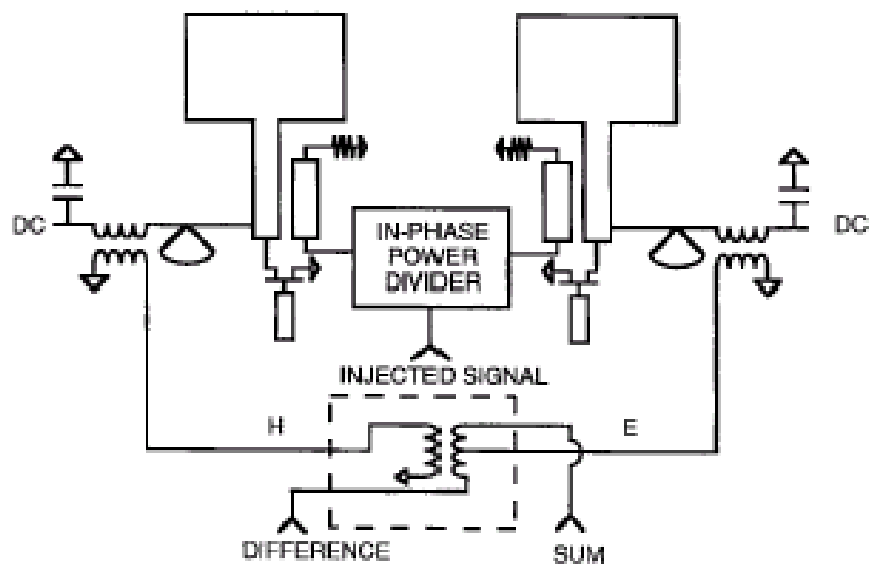 DC
DC
IN-PHASE
POWER
DIVIDER
INJECTED SIGNAL
H
E
DIFFERENCE
SUM